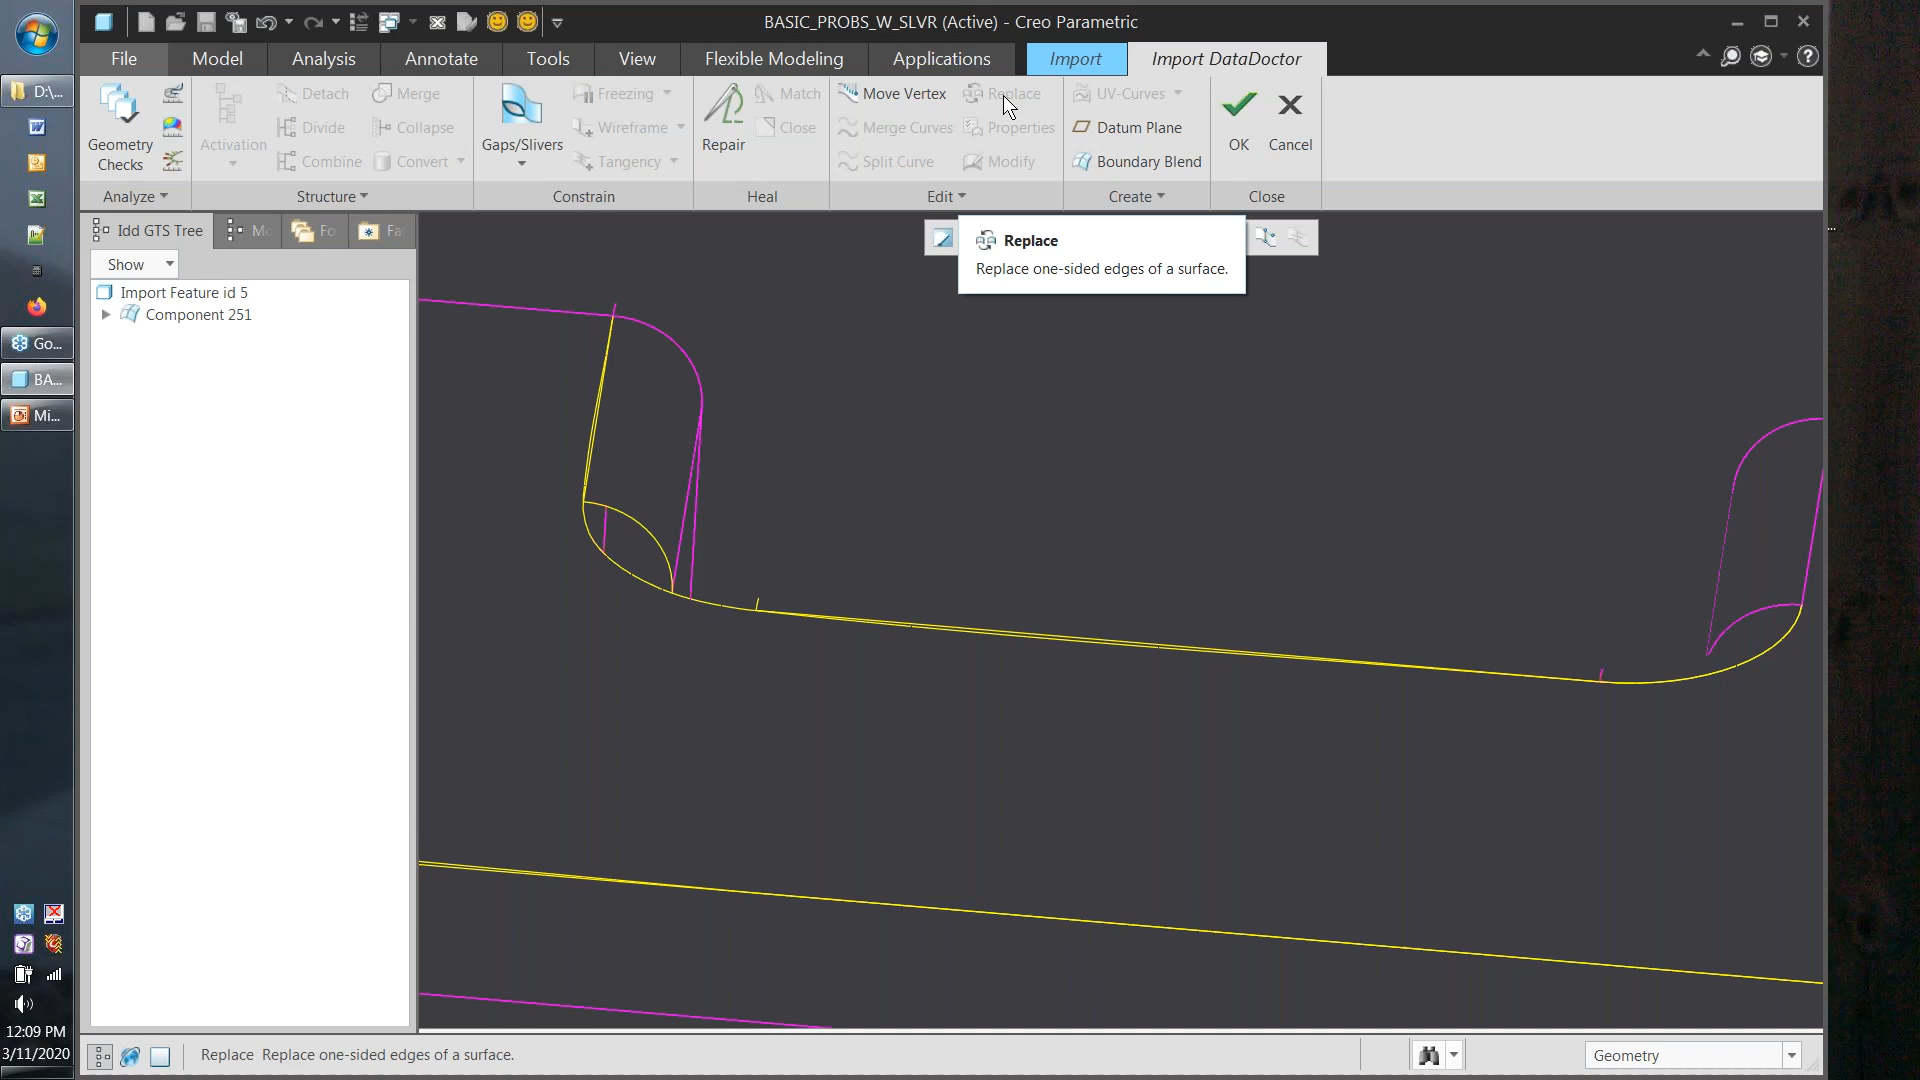 BASIC_PROBS_W_SLVR (Active) - Creo Parametric
File Model Analysis Annotate Tools View Flexible Modeling Applications Import Import DataDoctor
D:\...
Geometry Checks
Activation
Detach
Divide
Combine
Merge
Collapse
Convert
Gaps/Slivers
Freezing
Wireframe
Tangency
Repair
Match
Close
Move Vertex
Merge Curves
Split Curve
Replace
Properties
Modify
UV-Curves
Datum Plane
Boundary Blend
OK
Cancel
Analyze Structure Constrain Heal Edit Create Close
Idd GTS Tree
Mo
Fo
Fa
Show
Replace
Replace one-sided edges of a surface.
Import Feature id 5
Component 251
Go...
BA...
Mi...
12:09 PM
3/11/2020
Replace Replace one-sided edges of a surface.
Geometry